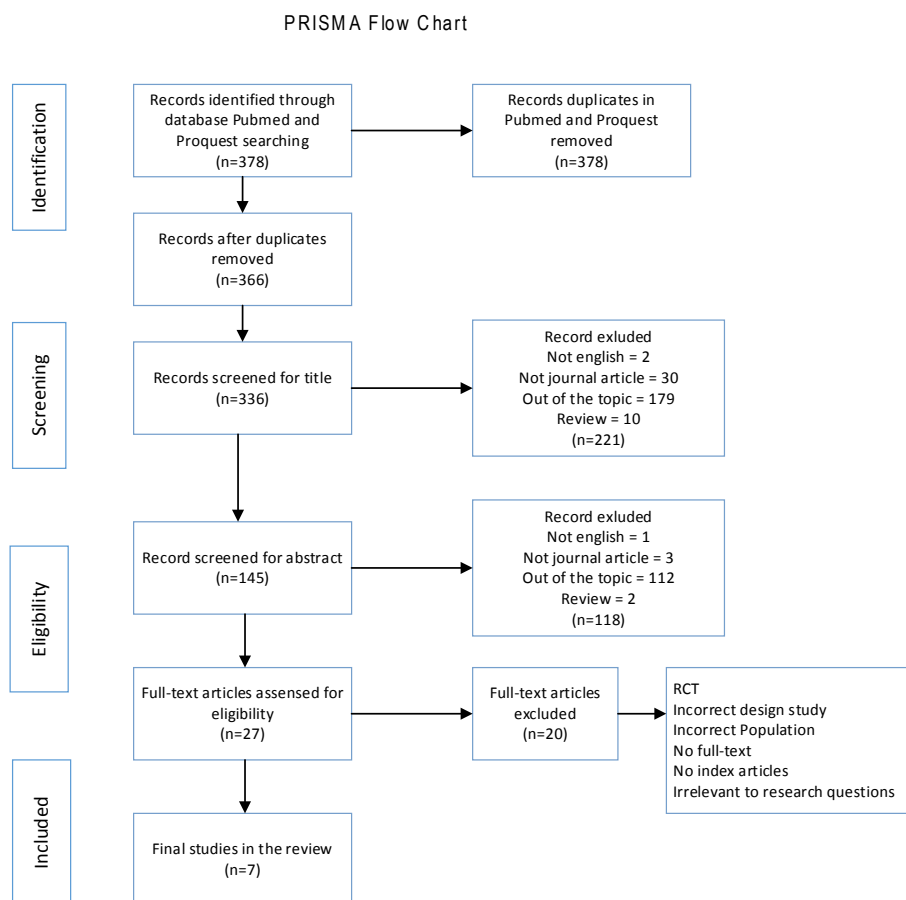 PRISMA Flow Chart
Identification
Records identified through
database Pubmed and
Proquest searching
(n=378)
Records duplicates in
Pubmed and Proquest
removed
(n=378)
Records after duplicates
removed
(n=366)
Screening
Records screened for title
(n=336)
Record exluded
Not english = 2
Not journal article = 30
Out of the topic = 179
Review = 10
(n=221)
Eligibility
Record screened for abstract
(n=145)
Record exluded
Not english = 1
Not journal article = 3
Out of the topic = 112
Review = 2
(n=118)
Full-text articles assensed for
eligibility
(n=27)
Full-text articles
excluded
(n=20)
RCT
Incorrect design study
Incorrect Population
No full-text
No index articles
Irrelevant to research questions
Included
Final studies in the review
(n=7)